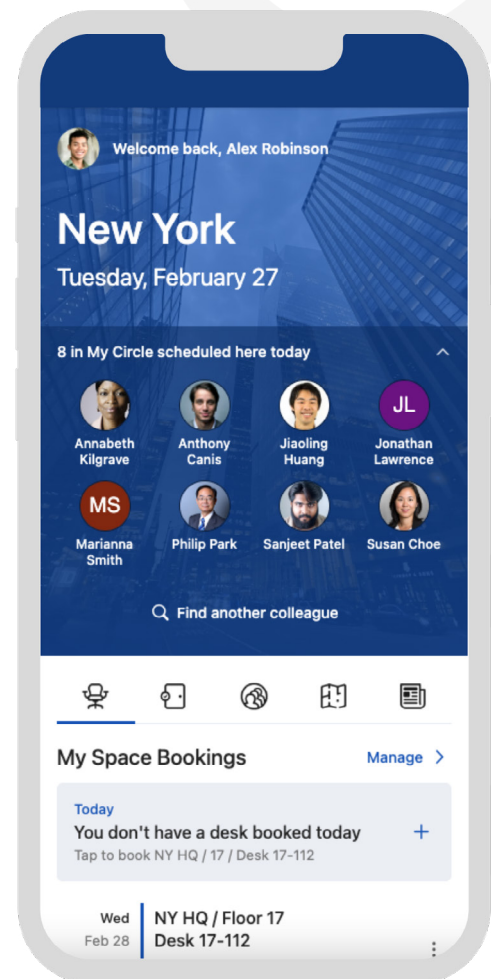 Welcome back, Alex Robinson
New York
Tuesday, February 27
8 in My Circle scheduled here today
JL
Annabeth
Kilgrave
Anthony
Canis
Jiaoling
Huang
Jonathan
Lawrence
MS
Marianna
Smith
Philip Park
Sanjeet Patel
Susan Choe
Find another colleague
My Space Bookings
Manage >
Today
You don't have a desk booked today
Tap to book NY HQ / 17 / Desk 17-112
Wed
Feb 28
NY HQ / Floor 17
Desk 17-112